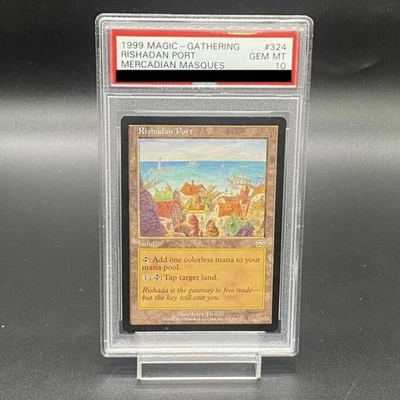 1999 MAGIC - GATHERING #324
RISHADAN PORT GEM MT
MERCADIAN MASQUES 10
Rishadan Port
Land
: Add one colorless mana to your
mana pool.
1, : Tap target land.
Rishada is the gateway to free trade—
but the key will cost you.
Illus.